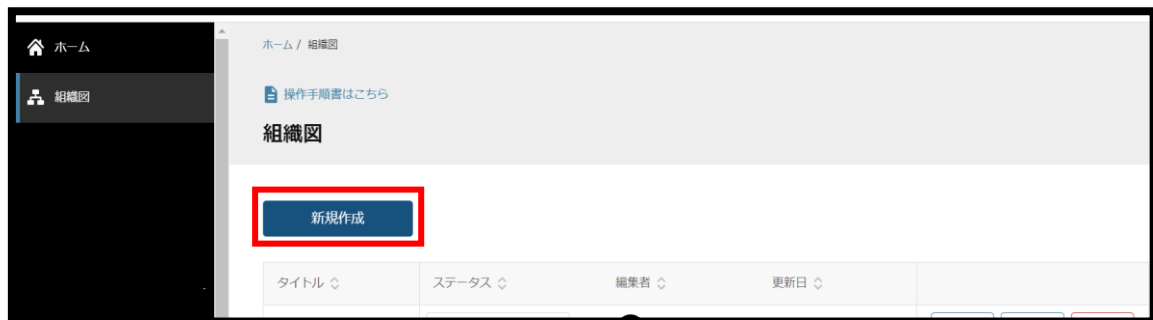 ホーム
組織図
ホーム / 組織図
操作手順書はこちら
組織図
新規作成
タイトル ステータス 編集者 更新日